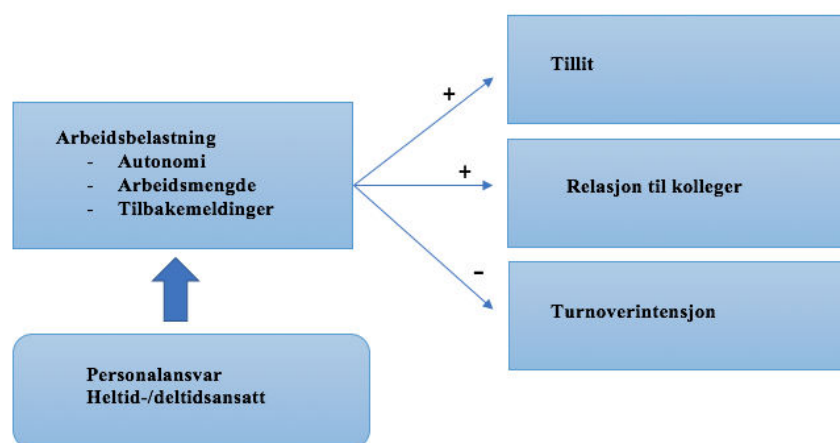 Arbeidsbelastning
- Autonomi
- Arbeidsmengde
- Tilbakemeldinger
Personalansvar
Heltid-/deltidsansatt
+
Tillit
+
Relasjon til kolleger
-
Turnoverintensjon